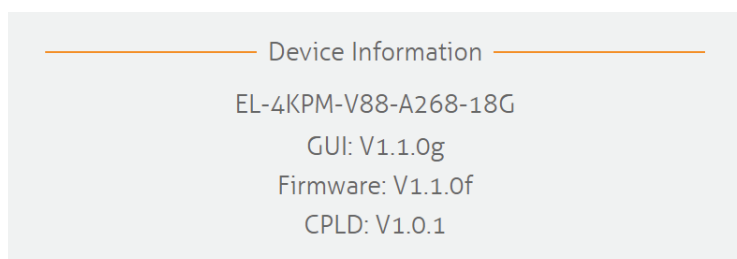 Device Information
EL-4KPM-V88-A268-18G
GUI: V1.1.0g
Firmware: V1.1.0f
CPLD: V1.0.1